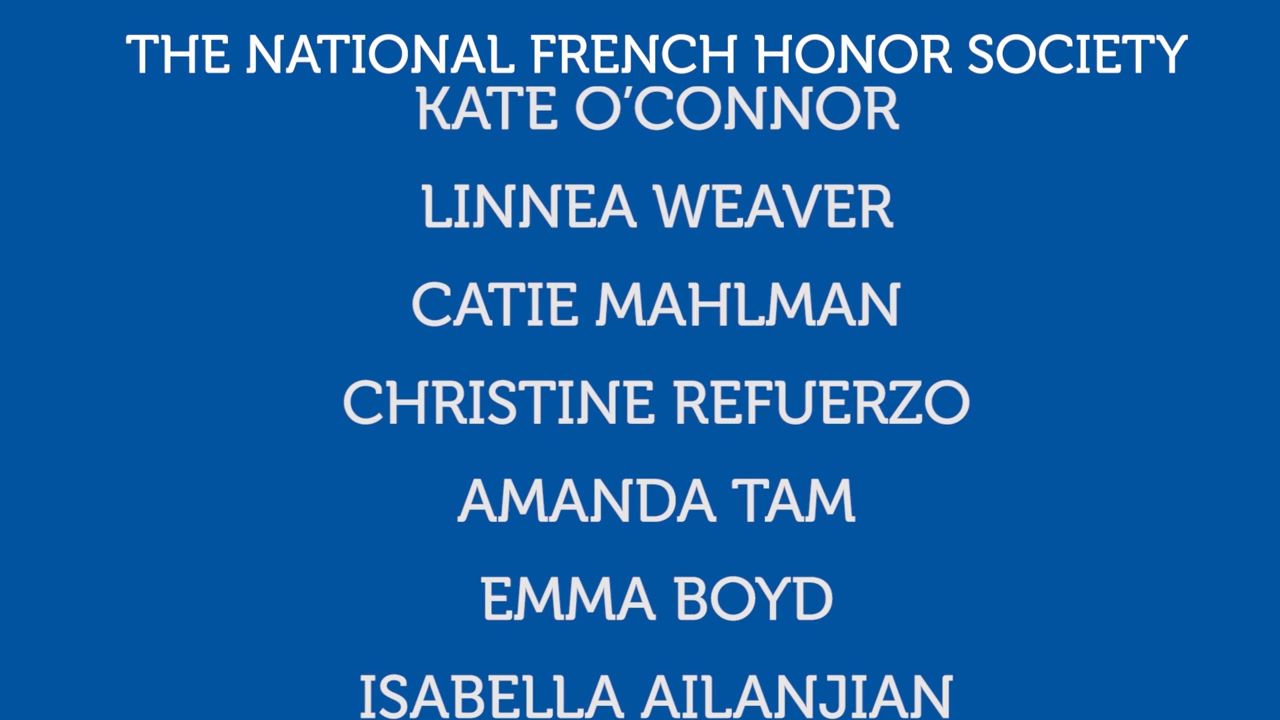 THE NATIONAL FRENCH HONOR SOCIETY
KATE O’CONNOR
LINNEA WEAVER
CATIE MAHLMAN
CHRISTINE REFUERZO
AMANDA TAM
EMMA BOYD
ISABELLA AILANJIAN